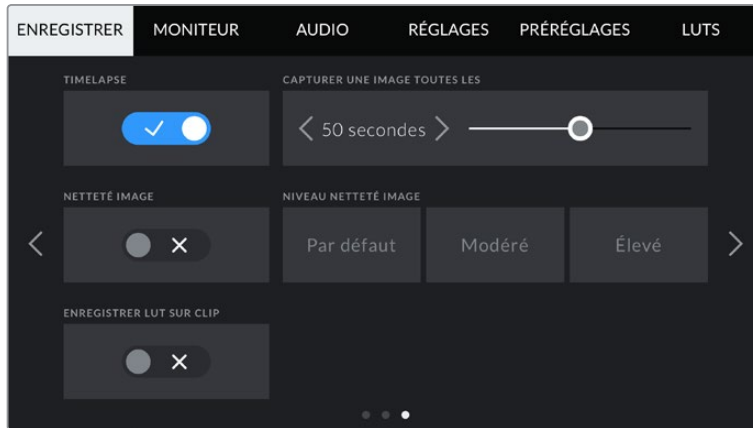 ENREGISTRER MONITEUR AUDIO RÉGLAGES PRÉRÉGLAGES LUTS
TIMELAPSE CAPTURER UNE IMAGE TOUTES LES
50 secondes
NETTETÉ IMAGE NIVEAU NETTETÉ IMAGE
Par défaut Modéré Élevé
ENREGISTRER LUT SUR CLIP